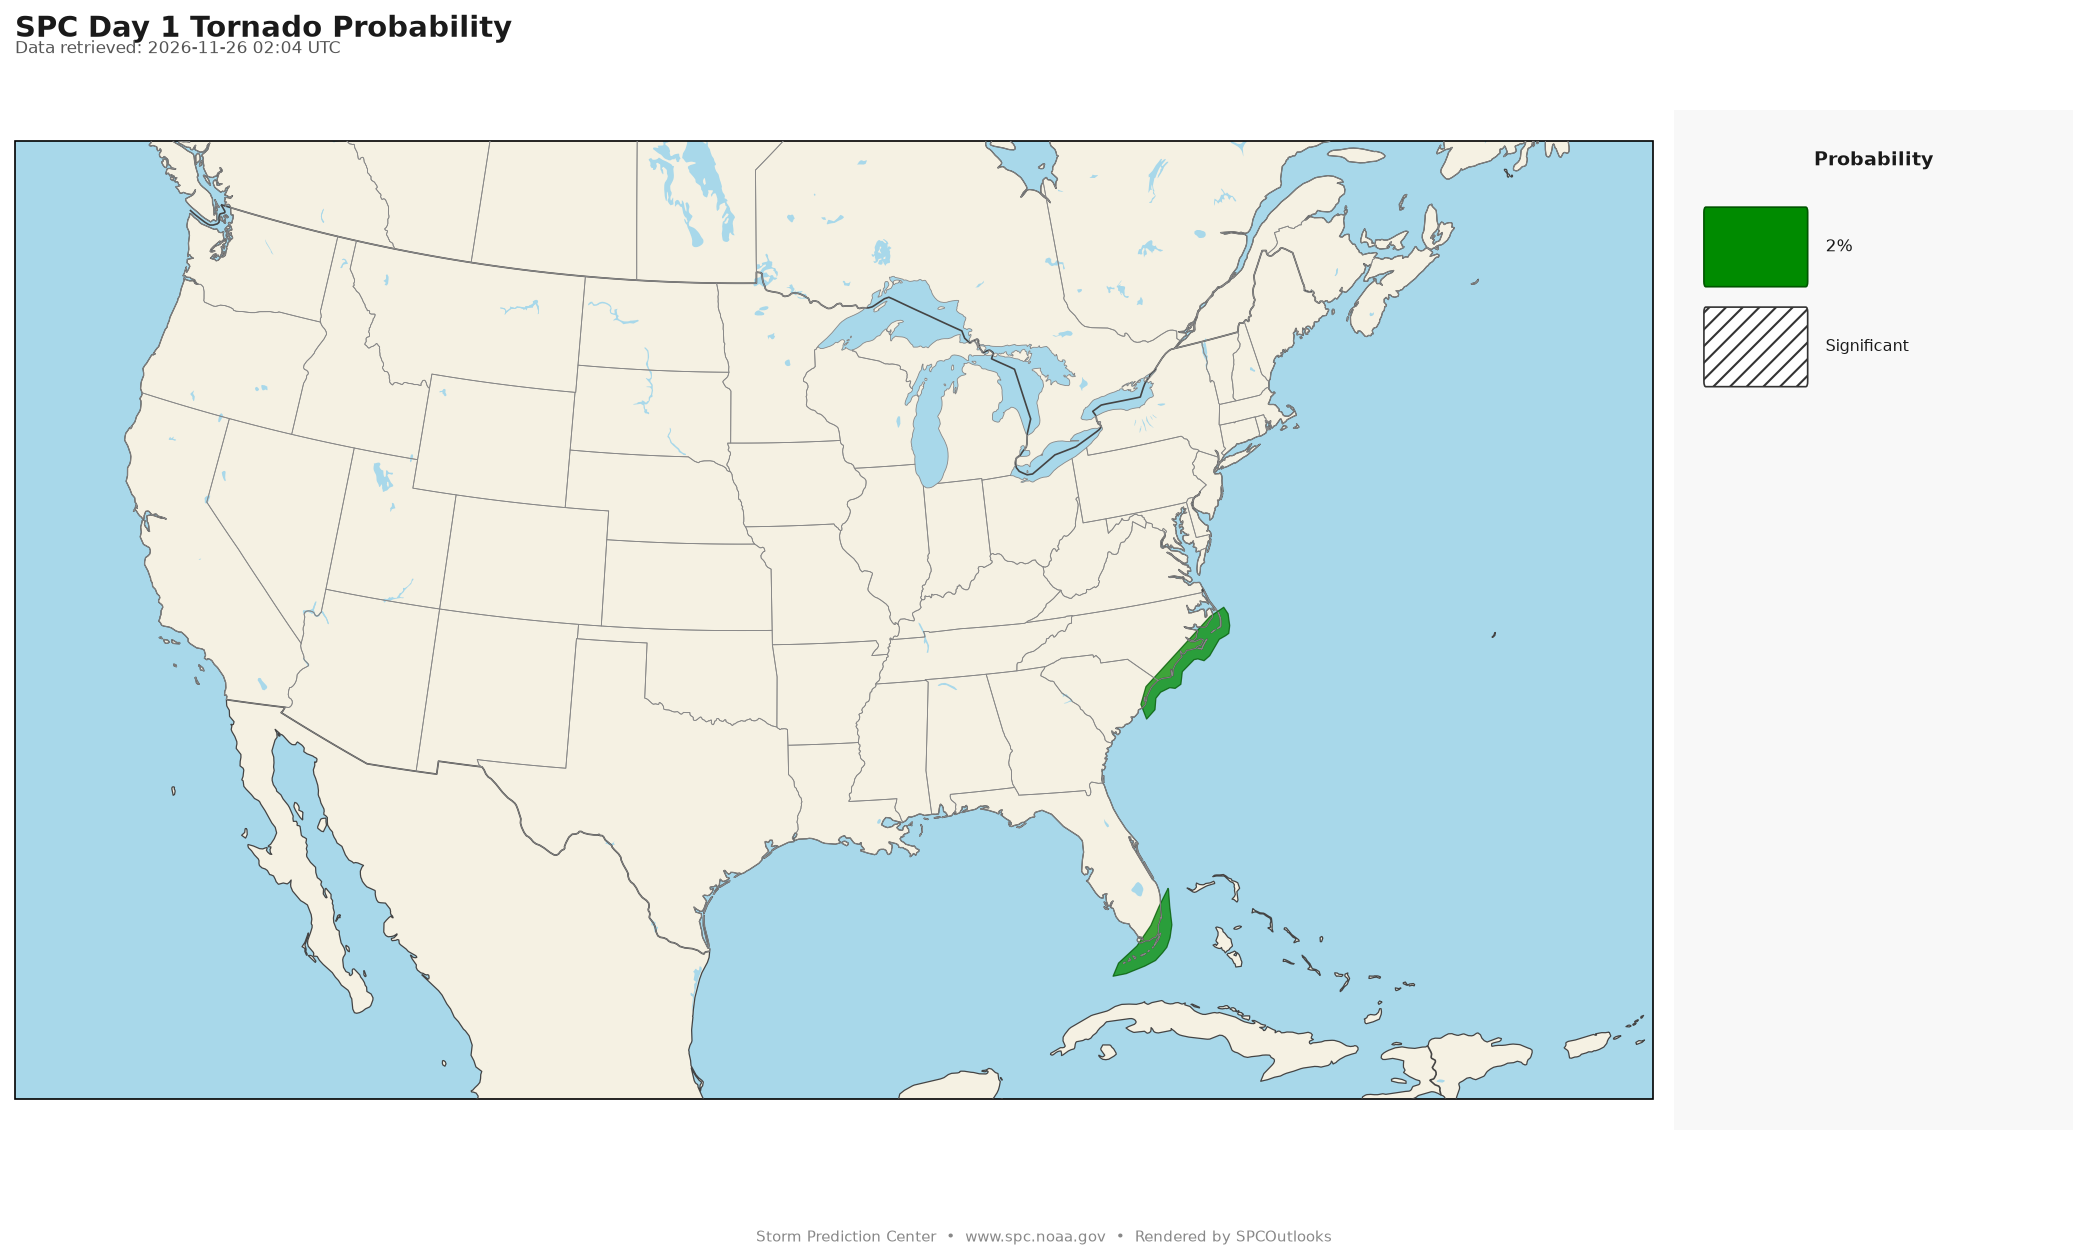 SPC Day 1 Tornado Probability
Data retrieved: 2026-11-26 02:04 UTC
Probability
2%
Significant
Storm Prediction Center • www.spc.noaa.gov • Rendered by SPCOutlooks